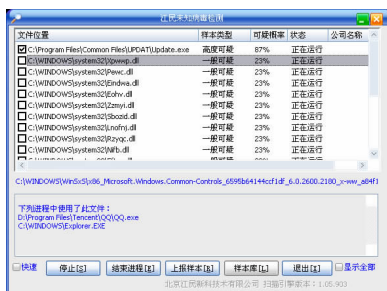 江民未知病毒检测
文件位置 样本类型 可疑概率 状态 公司名称
C:\Program Files\Common Files\UPDAT\Update.exe 高度可疑 87% 正在运行
C:\WINDOWS\system32\Xpwwp.dll 一般可疑 23% 正在运行
C:\WINDOWS\system32\Pewc.dll 一般可疑 23% 正在运行
C:\WINDOWS\system32\Eindwa.dll 一般可疑 23% 正在运行
C:\WINDOWS\system32\Eohv.dll 一般可疑 23% 正在运行
C:\WINDOWS\system32\Zzmyi.dll 一般可疑 23% 正在运行
C:\WINDOWS\system32\Sbozid.dll 一般可疑 23% 正在运行
C:\WINDOWS\system32\Lnofnj.dll 一般可疑 23% 正在运行
C:\WINDOWS\system32\Rzyqc.dll 一般可疑 23% 正在运行
C:\WINDOWS\system32\Nfb.dll 一般可疑 23% 正在运行
C:\WINDOWS\WinSxS\x86_Microsoft.Windows.Common-Controls_6595b64144ccf1df_6.0.2600.2180_x-ww_a84f1
下列进程中使用了此文件：
D:\Program Files\Tencent\QQ\QQ.exe
C:\WINDOWS\Explorer.EXE
快速 停止[S] 结束进程[E] 上报样本[R] 样本库[L] 退出[X] 显示全部
北京江民新科技术有限公司 扫描引擎版本：1.05.903